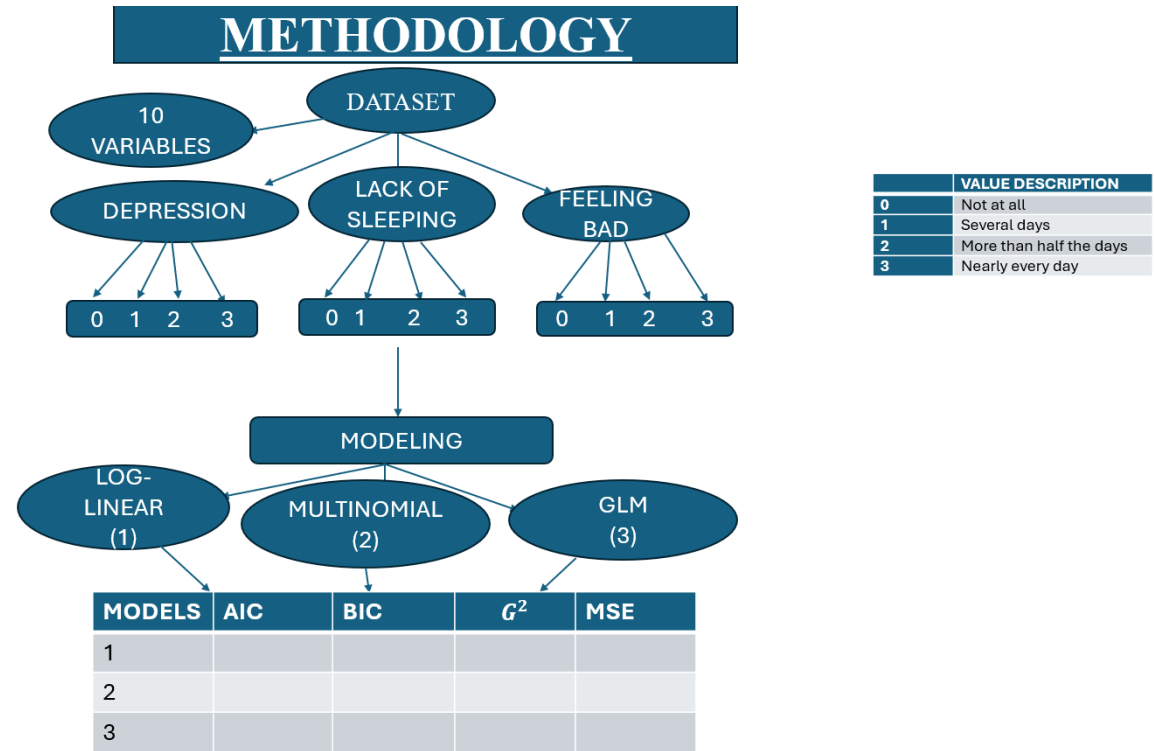 METHODOLOGY
DATASET
10
VARIABLES
DEPRESSION
LACK OF
SLEEPING
FEELING
BAD
0 1 2 3
0 1 2 3
0 1 2 3
VALUE DESCRIPTION
0 Not at all
1 Several days
2 More than half the days
3 Nearly every day
MODELING
LOG-
LINEAR
(1)
MULTINOMIAL
(2)
GLM
(3)
MODELS AIC BIC G² MSE
1
2
3